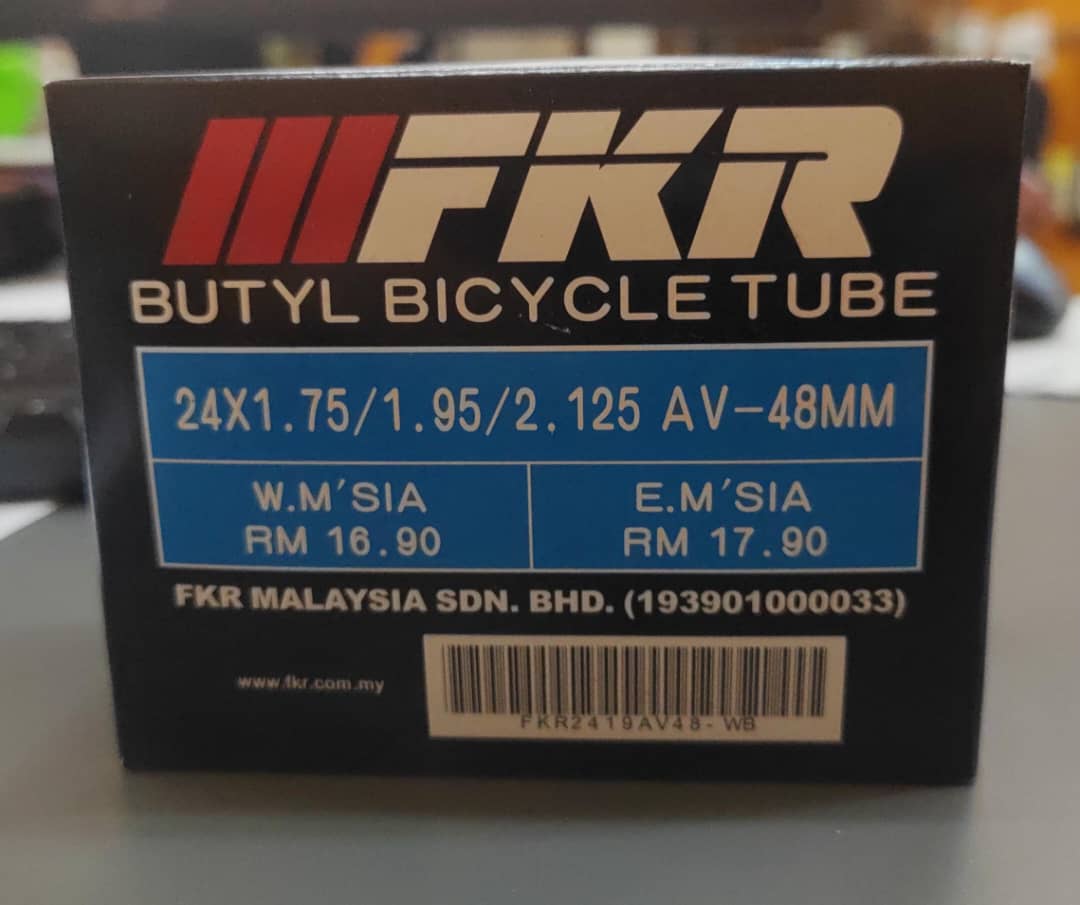 FKR
BUTYL BICYCLE TUBE
24X1.75/1.95/2.125 AV-48MM
W.M'SIA
RM 16.90
E.M'SIA
RM 17.90
FKR MALAYSIA SDN. BHD. (193901000033)
www.fkr.com.my
FKR2419AV48-WB